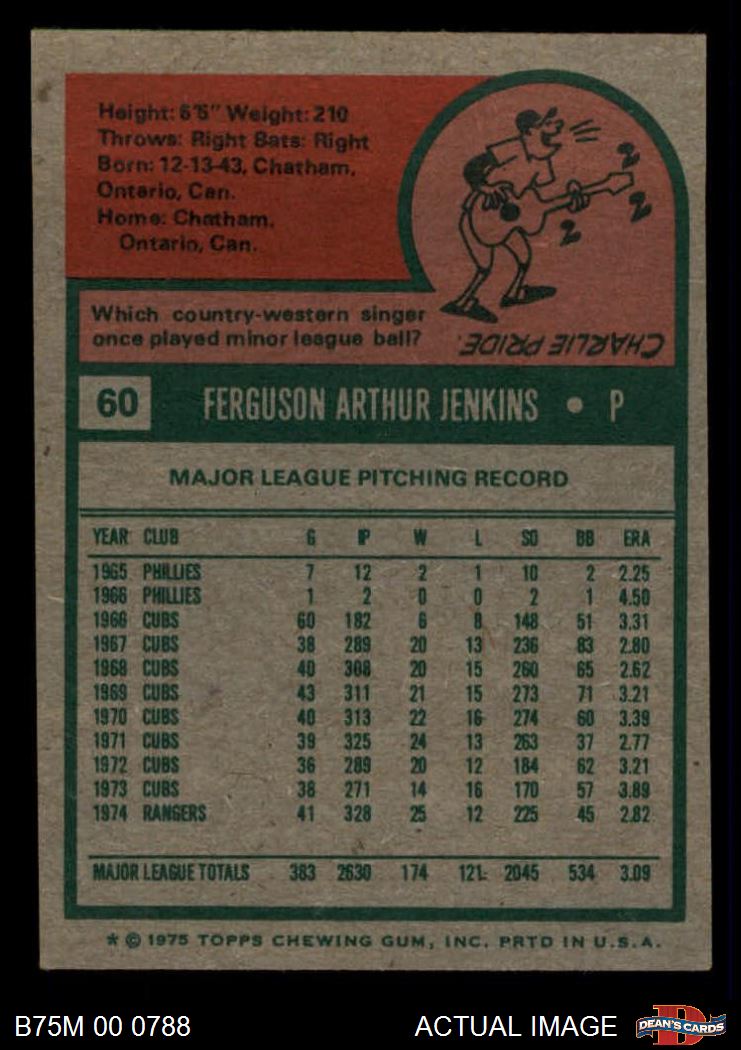 Height: 6'5" Weight: 210
Throws: Right Bats: Right
Born: 12-13-43, Chatham,
Ontario, Can.
Home: Chatham,
Ontario, Can.
Which country-western singer
once played minor league ball?
CHARLIE PRIDE.
60 FERGUSON ARTHUR JENKINS • P
MAJOR LEAGUE PITCHING RECORD
YEAR CLUB G IP W L SO BB ERA
1965 PHILLIES 7 12 2 1 10 2 2.25
1966 PHILLIES 1 2 0 0 2 1 4.50
1966 CUBS 60 182 6 8 148 51 3.31
1967 CUBS 38 289 20 13 236 83 2.80
1968 CUBS 40 308 20 15 260 65 2.62
1969 CUBS 43 311 21 15 273 71 3.21
1970 CUBS 40 313 22 16 274 60 3.39
1971 CUBS 39 325 24 13 263 37 2.77
1972 CUBS 36 289 20 12 184 62 3.21
1973 CUBS 38 271 14 16 170 57 3.89
1974 RANGERS 41 328 25 12 225 45 2.82
MAJOR LEAGUE TOTALS 383 2630 174 121 2045 534 3.09
* © 1975 TOPPS CHEWING GUM, INC. PRTD IN U.S.A.
B75M 00 0788 ACTUAL IMAGE DEAN'S CARDS